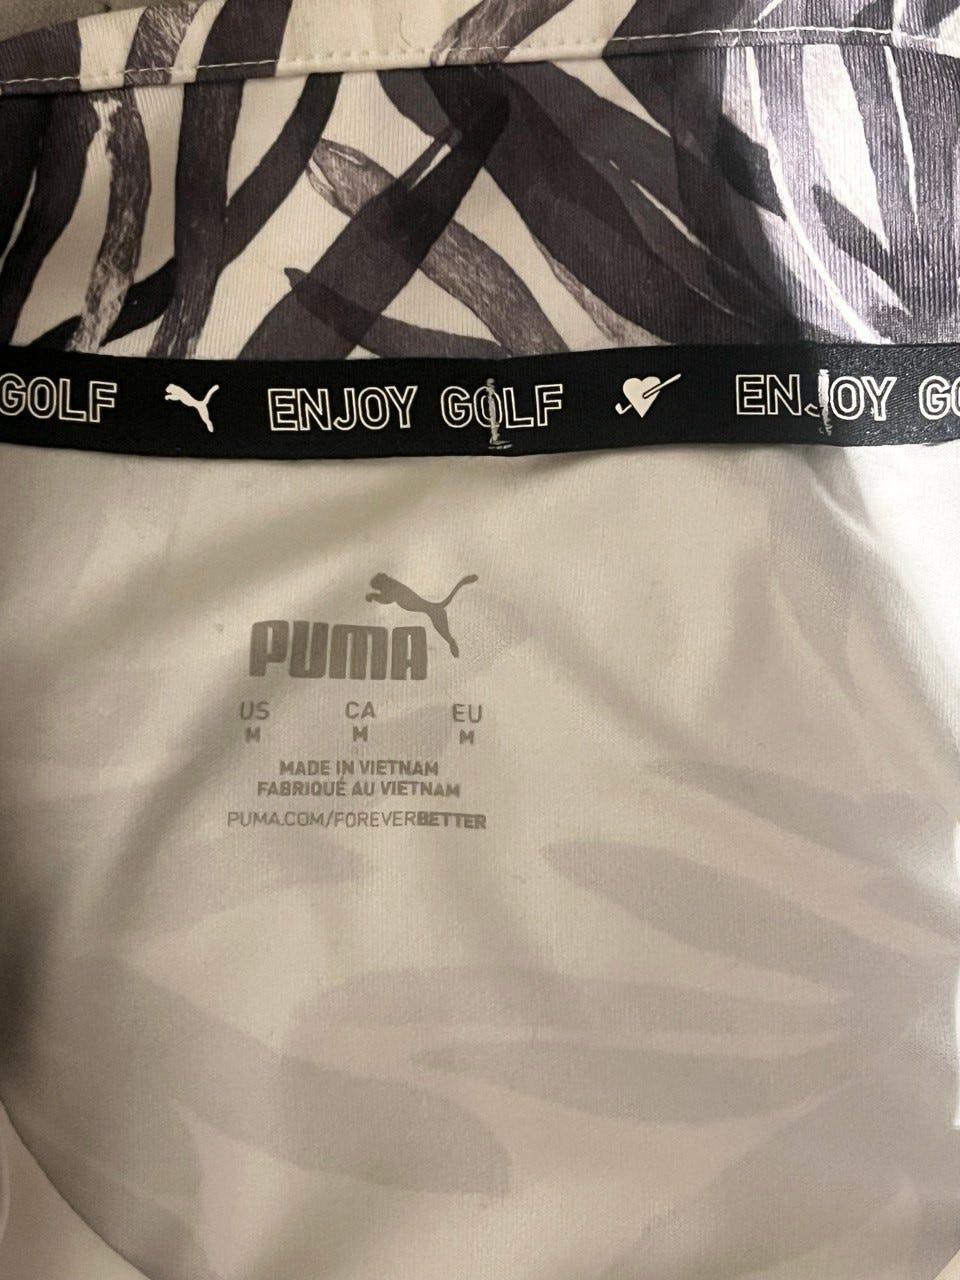 GOLF ENJOY GOLF ENJOY GO
PUMA
US CA EU
M M M
MADE IN VIETNAM
FABRIQUÉ AU VIETNAM
PUMA.COM/FOREVERBETTER